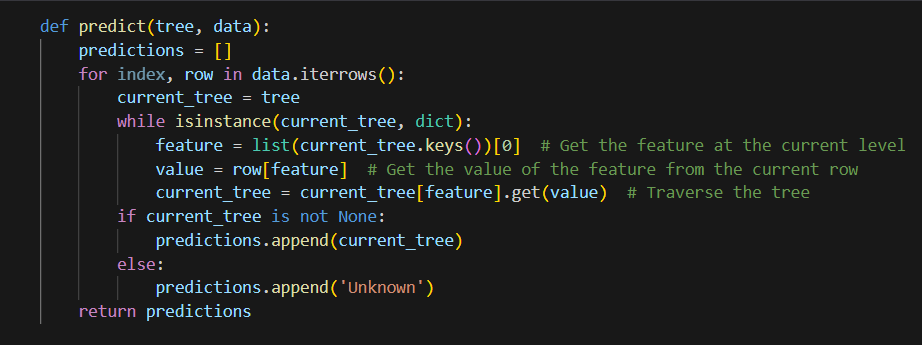 def predict(tree, data):
    predictions = []
    for index, row in data.iterrows():
        current_tree = tree
        while isinstance(current_tree, dict):
            feature = list(current_tree.keys())[0]  # Get the feature at the current level
            value = row[feature]  # Get the value of the feature from the current row
            current_tree = current_tree[feature].get(value)  # Traverse the tree
        if current_tree is not None:
            predictions.append(current_tree)
        else:
            predictions.append('Unknown')
    return predictions